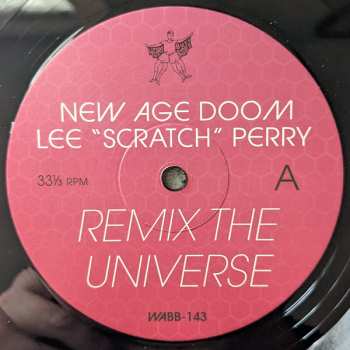 NEW AGE DOOM
LEE "SCRATCH" PERRY
33⅓ RPM
A
REMIX THE
UNIVERSE
WABB-143